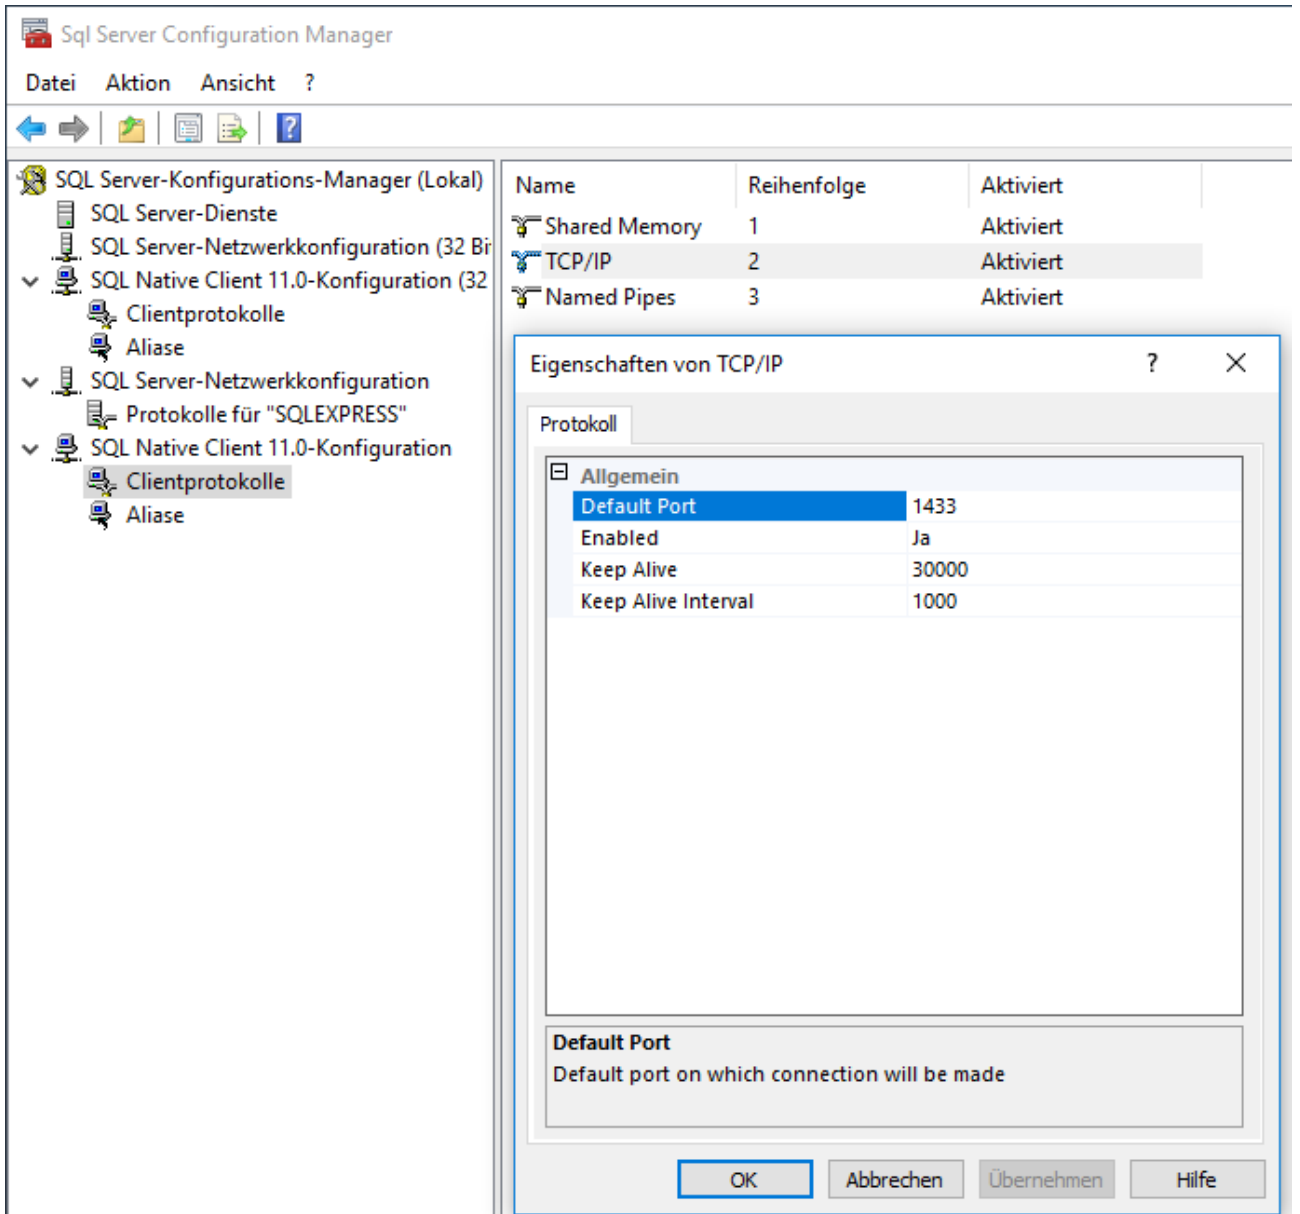 Sql Server Configuration Manager
Datei Aktion Ansicht ?
SQL Server-Konfigurations-Manager (Lokal)
SQL Server-Dienste
SQL Server-Netzwerkkonfiguration (32 Bi
SQL Native Client 11.0-Konfiguration (32
Clientprotokolle
Aliase
SQL Server-Netzwerkkonfiguration
Protokolle für "SQLEXPRESS"
SQL Native Client 11.0-Konfiguration
Clientprotokolle
Aliase
Name Reihenfolge Aktiviert
Shared Memory 1 Aktiviert
TCP/IP 2 Aktiviert
Named Pipes 3 Aktiviert
Eigenschaften von TCP/IP ?
Protokoll
Allgemein
Default Port 1433
Enabled Ja
Keep Alive 30000
Keep Alive Interval 1000
Default Port
Default port on which connection will be made
OK Abbrechen Übernehmen Hilfe